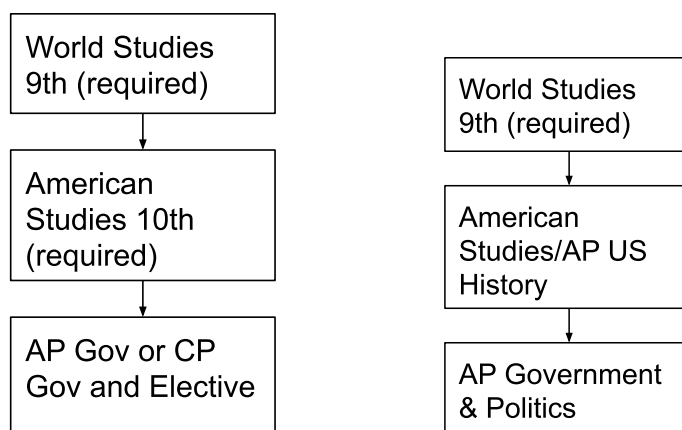 World Studies
9th (required)
American
Studies 10th
(required)
AP Gov or CP
Gov and Elective
World Studies
9th (required)
American
Studies/AP US
History
AP Government
& Politics